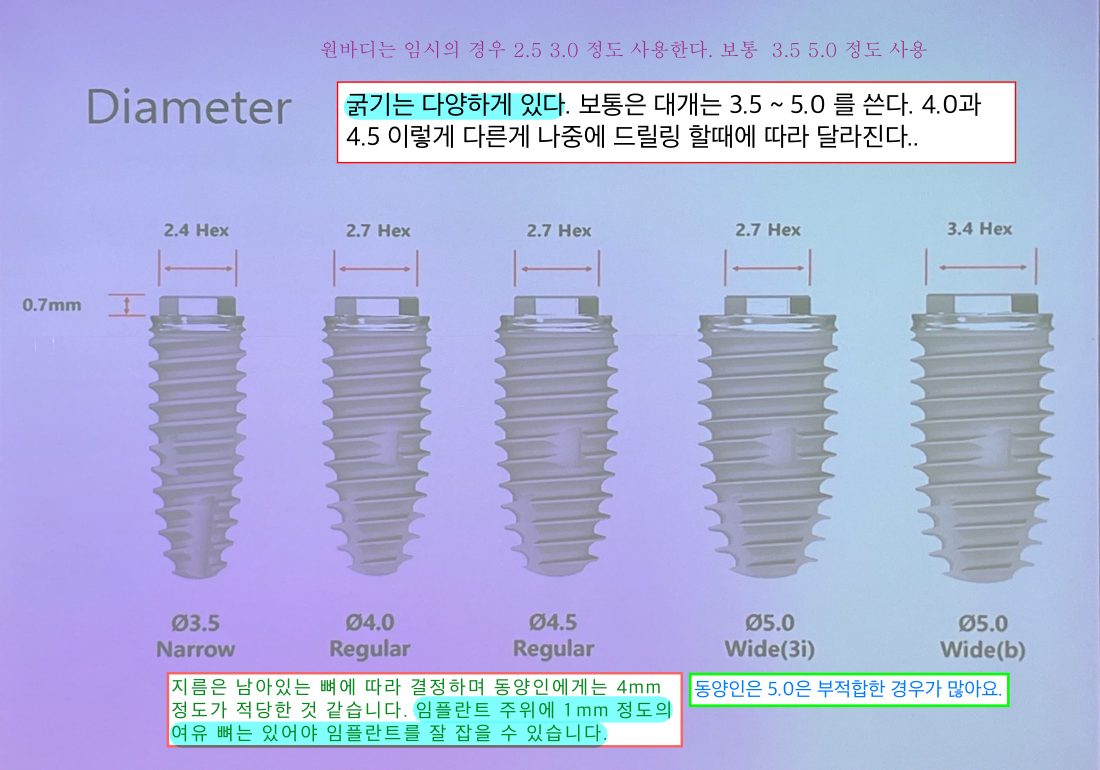 원바디는 임시의 경우 2.5 3.0 정도 사용한다. 보통 3.5 5.0 정도 사용
Diameter
굵기는 다양하게 있다. 보통은 대개는 3.5 ~ 5.0 를 쓴다. 4.0과
4.5 이렇게 다른게 나중에 드릴링 할때에 따라 달라진다..
2.4 Hex 2.7 Hex 2.7 Hex 2.7 Hex 3.4 Hex
0.7mm
Ø3.5 Ø4.0 Ø4.5 Ø5.0 Ø5.0
Narrow Regular Regular Wide(3i) Wide(b)
지름은 남아있는 뼈에 따라 결정하며 동양인에게는 4mm
정도가 적당한 것 같습니다. 임플란트 주위에 1mm 정도의
여유 뼈는 있어야 임플란트를 잘 잡을 수 있습니다.
동양인은 5.0은 부적합한 경우가 많아요.